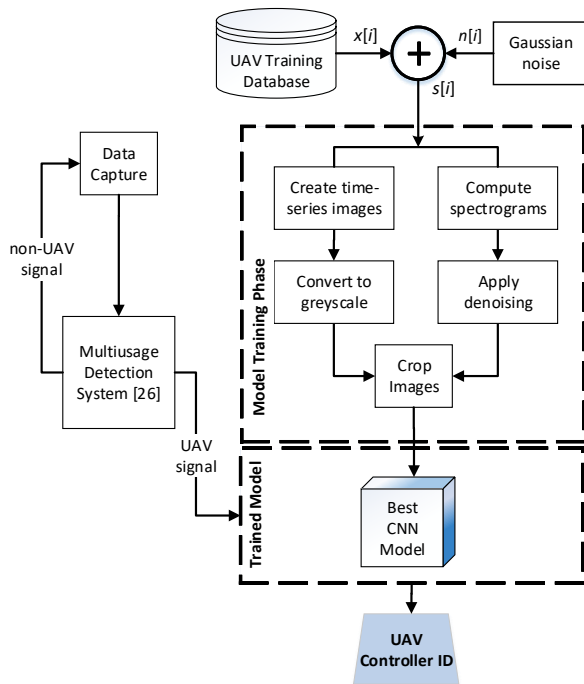 UAV Training
Database
x[i]
+
n[i]
Gaussian
noise
s[i]
Model Training Phase
Create time-
series images
Compute
spectrograms
Convert to
greyscale
Apply
denoising
Crop
Images
Data
Capture
non-UAV
signal
Multiusage
Detection
System [26]
UAV
signal
Trained Model
Best
CNN
Model
UAV
Controller ID